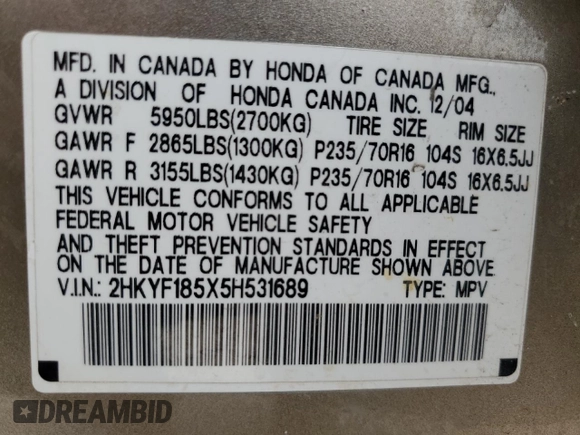 MFD. IN CANADA BY HONDA OF CANADA MFG.,
A DIVISION OF HONDA CANADA INC. 12/04
GVWR 5950LBS(2700KG) TIRE SIZE RIM SIZE
GAWR F 2865LBS(1300KG) P235/70R16 104S 16X6.5JJ
GAWR R 3155LBS(1430KG) P235/70R16 104S 16X6.5JJ
THIS VEHICLE CONFORMS TO ALL APPLICABLE
FEDERAL MOTOR VEHICLE SAFETY
AND THEFT PREVENTION STANDARDS IN EFFECT
ON THE DATE OF MANUFACTURE SHOWN ABOVE.
V.I.N.: 2HKYF185X5H531689 TYPE: MPV
DREAMBID